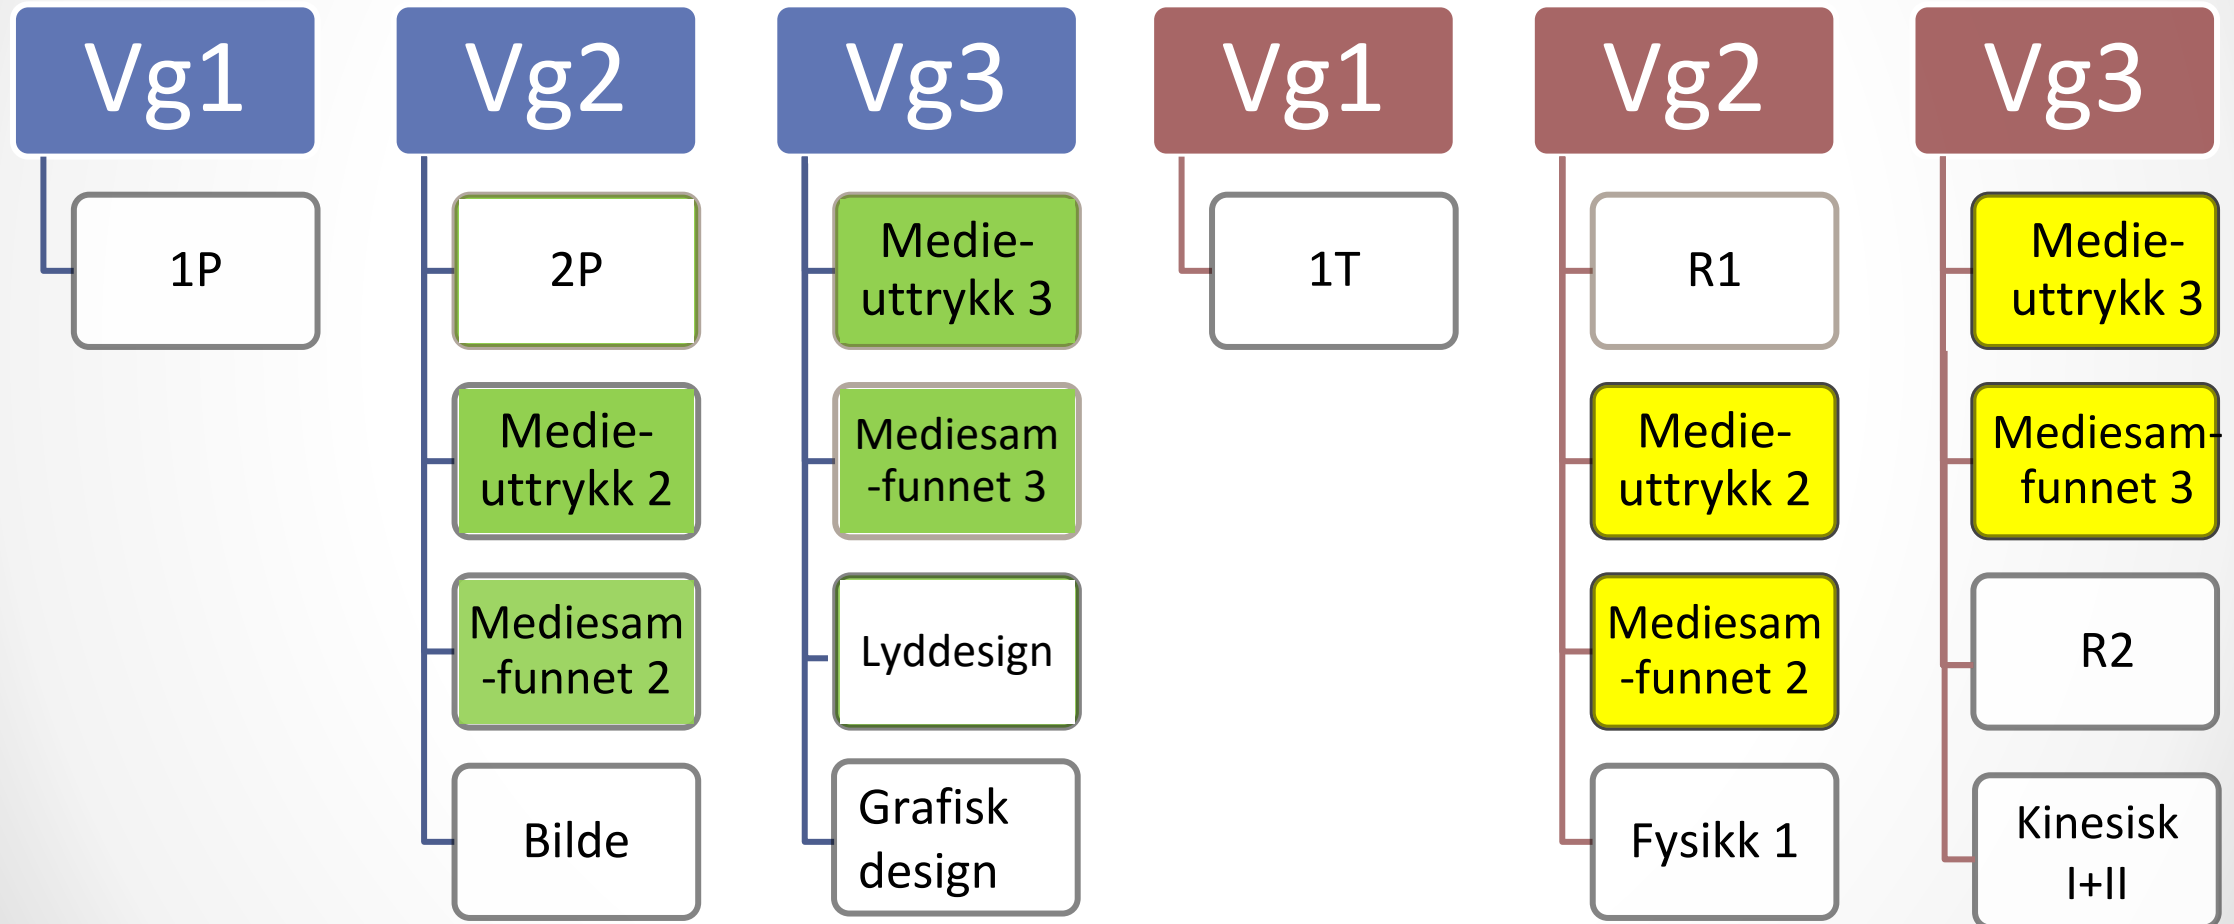 Vg1
1P
Vg2
2P
Medie-
uttrykk 2
Mediesam
-funnet 2
Bilde
Vg3
Medie-
uttrykk 3
Mediesam
-funnet 3
Lyddesign
Grafisk
design
Vg1
1T
Vg2
R1
Medie-
uttrykk 2
Mediesam
-funnet 2
Fysikk 1
Vg3
Medie-
uttrykk 3
Mediesam-
funnet 3
R2
Kinesisk
I+II